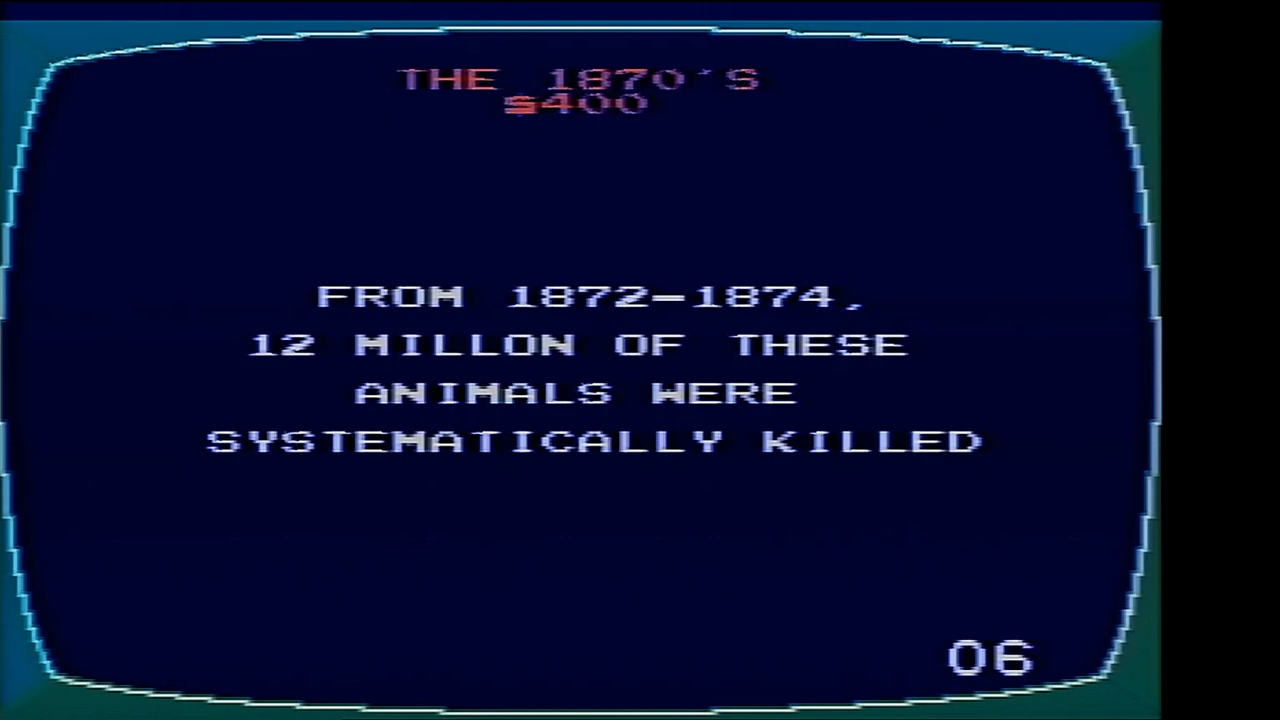 THE 1870'S
$400
FROM 1872-1874,
12 MILLON OF THESE
ANIMALS WERE
SYSTEMATICALLY KILLED
06